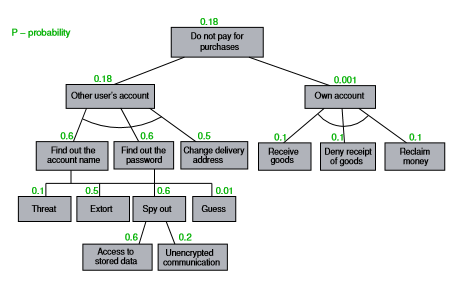 0.18
P – probability
Do not pay for
purchases
0.18
0.001
Other user's account
Own account
0.6
0.6
0.5
0.1
0.1
0.1
Find out the
account name
Find out the
password
Change delivery
address
Receive
goods
Deny receipt
of goods
Reclaim
money
0.1
0.5
0.6
0.01
Threat
Extort
Spy out
Guess
0.6
0.2
Access to
stored data
Unencrypted
communication